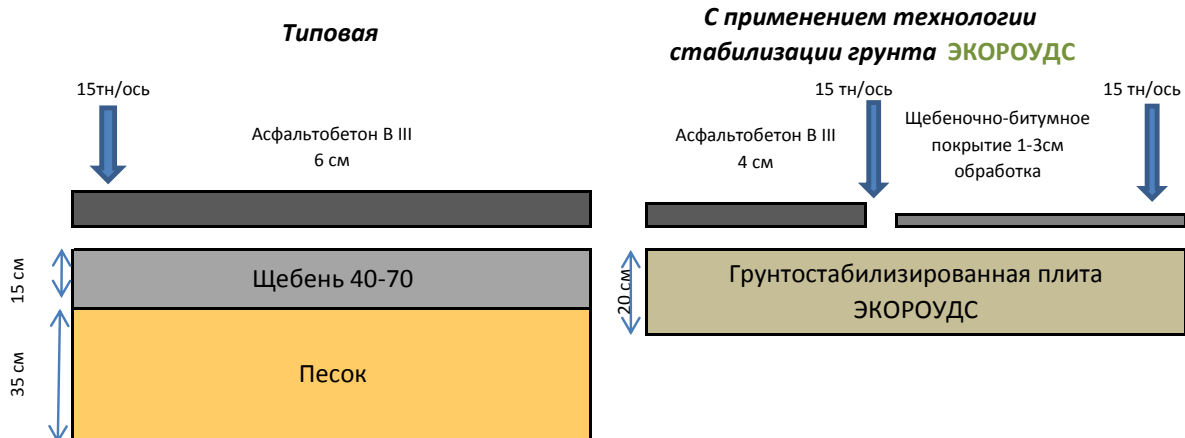 Типовая
15тн/ось
Асфальтобетон В III
6 см
15 см
Щебень 40-70
35 см
Песок
С применением технологии
стабилизации грунта ЭКОРОУДС
15 тн/ось
15 тн/ось
Асфальтобетон В III
4 см
Щебеночно-битумное
покрытие 1-3см
обработка
20 см
Грунтостабилизированная плита
ЭКОРОУДС